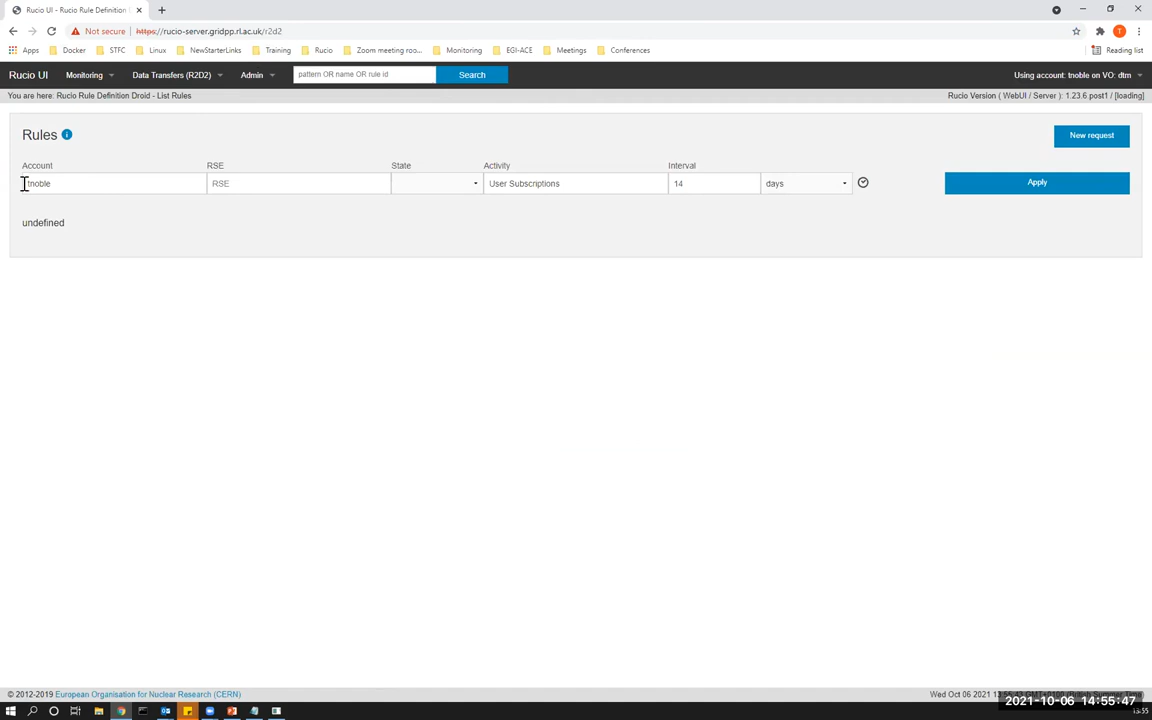 Rucio UI - Rucio Rule Definition D
Not secure https://rucio-server.gridpp.rl.ac.uk/r2d2
Apps Docker STFC Linux NewStarterLinks Training Rucio Zoom meeting roo... Monitoring EGI-ACE Meetings Conferences Reading list
Rucio UI Monitoring Data Transfers (R2D2) Admin pattern OR name OR rule id Search Using account: tnoble on VO: dtm
You are here: Rucio Rule Definition Droid - List Rules Rucio Version ( WebUI / Server ): 1.23.6.post1 / [loading]
Rules New request
Account RSE State Activity Interval
tnoble RSE User Subscriptions 14 days Apply
undefined
© 2012-2019 European Organisation for Nuclear Research (CERN) Wed Oct 06 2021
2021-10-06 14:55:47
13:55